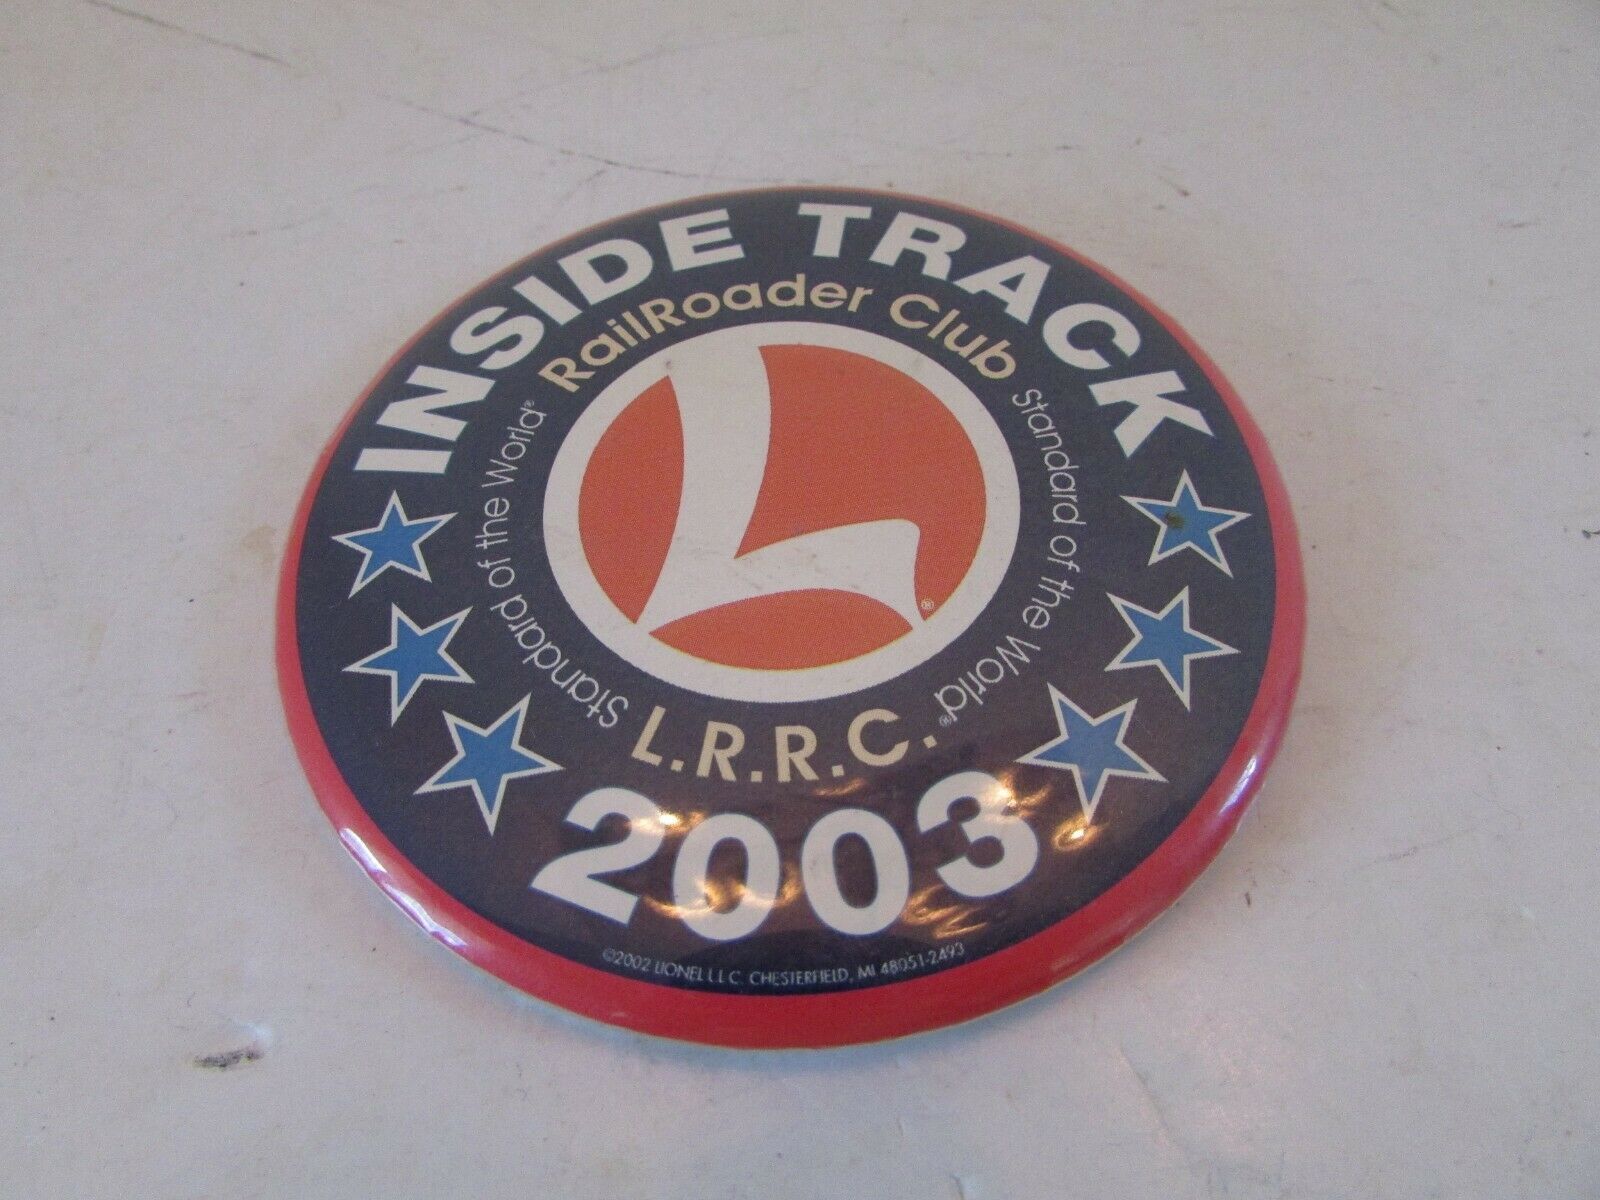 INSIDE TRACK
RailRoader Club
Standard of the World®
Standard of the World®
L
®
L.R.R.C.
2003
©2002 LIONEL L L C, CHESTERFIELD, MI 48051-2493